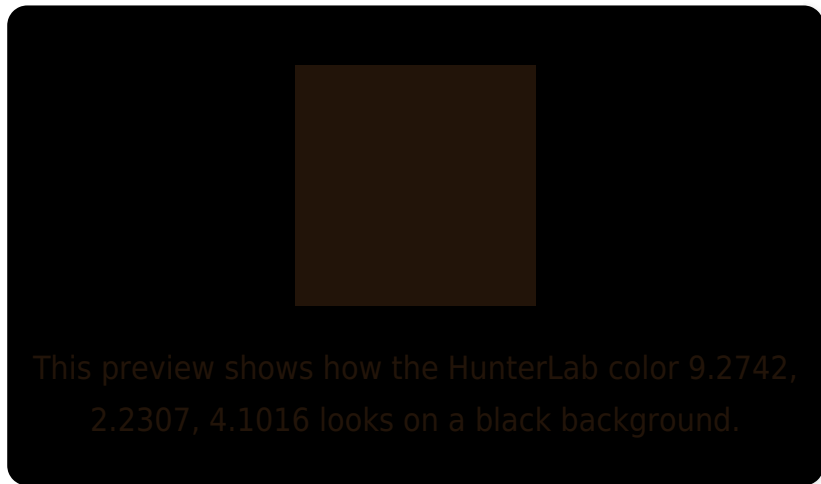 This preview shows how the HunterLab color 9.2742,
2.2307, 4.1016 looks on a black background.